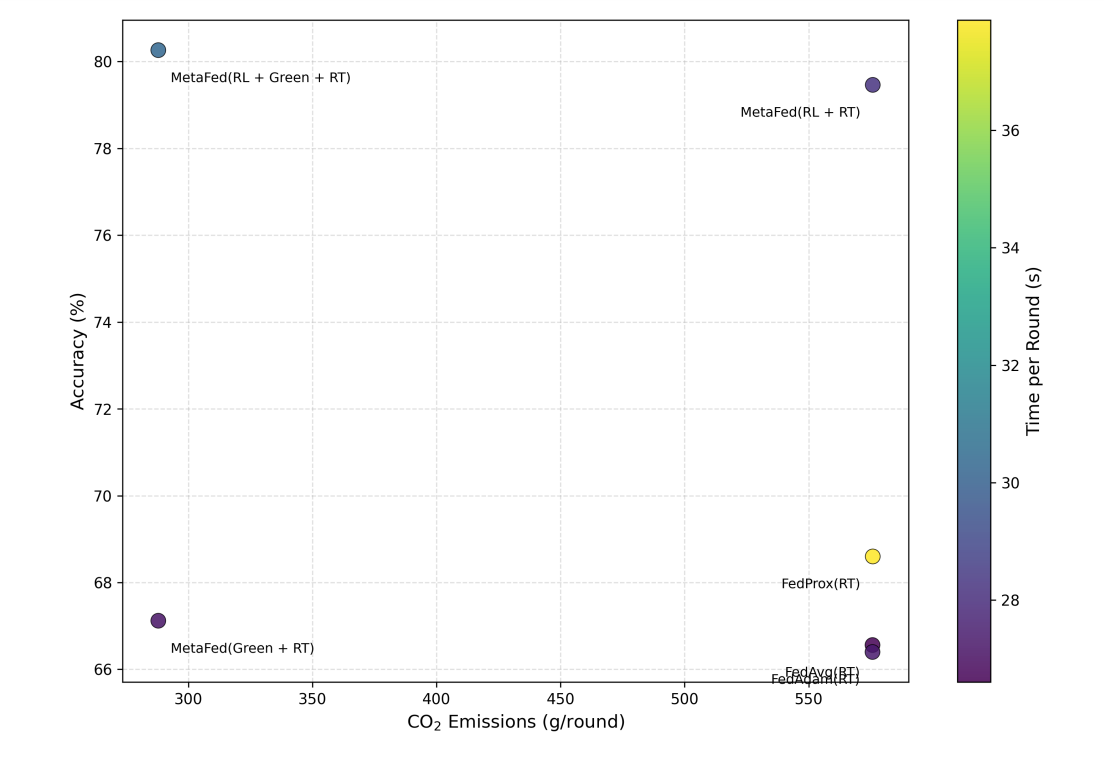 80
78
76
74
72
70
68
66
Accuracy (%)
MetaFed(RL + Green + RT)
MetaFed(RL + RT)
FedProx(RT)
MetaFed(Green + RT)
FedAvg(RT)
FedAdam(RT)
300
350
400
450
500
550
CO₂ Emissions (g/round)
36
34
32
30
28
Time per Round (s)